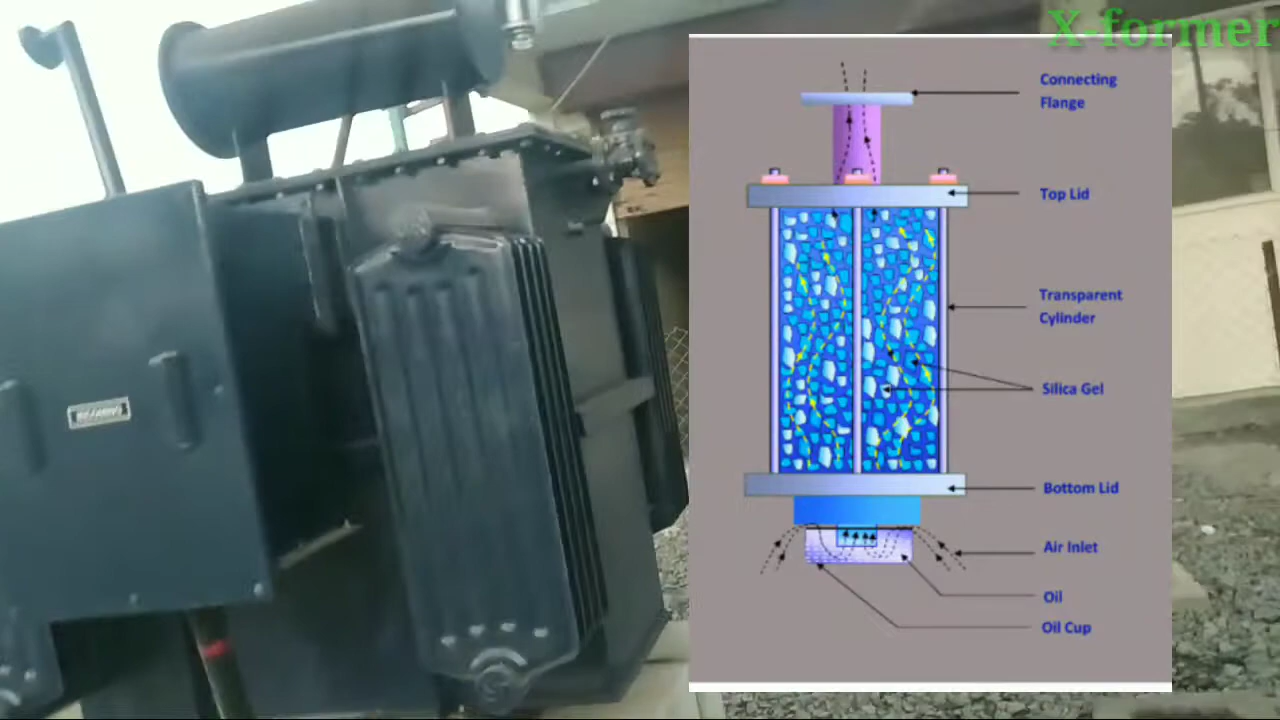 X-former
Connecting
Flange
Top Lid
Transparent
Cylinder
Silica Gel
Bottom Lid
Air Inlet
Oil
Oil Cup